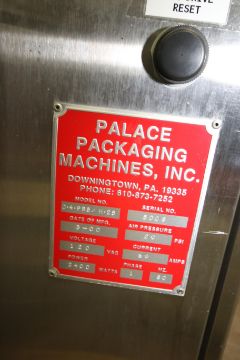 RESET
PALACE
PACKAGING
MACHINES, INC.
DOWNINGTOWN, PA. 19335
PHONE: 610-873-7252
MODEL NO. SERIAL NO.
DATE OF MFG. AIR PRESSURE
PSI
VOLTAGE CURRENT
120 VAC AMPS
POWER PHASE HZ.
2400 WATTS 1 60